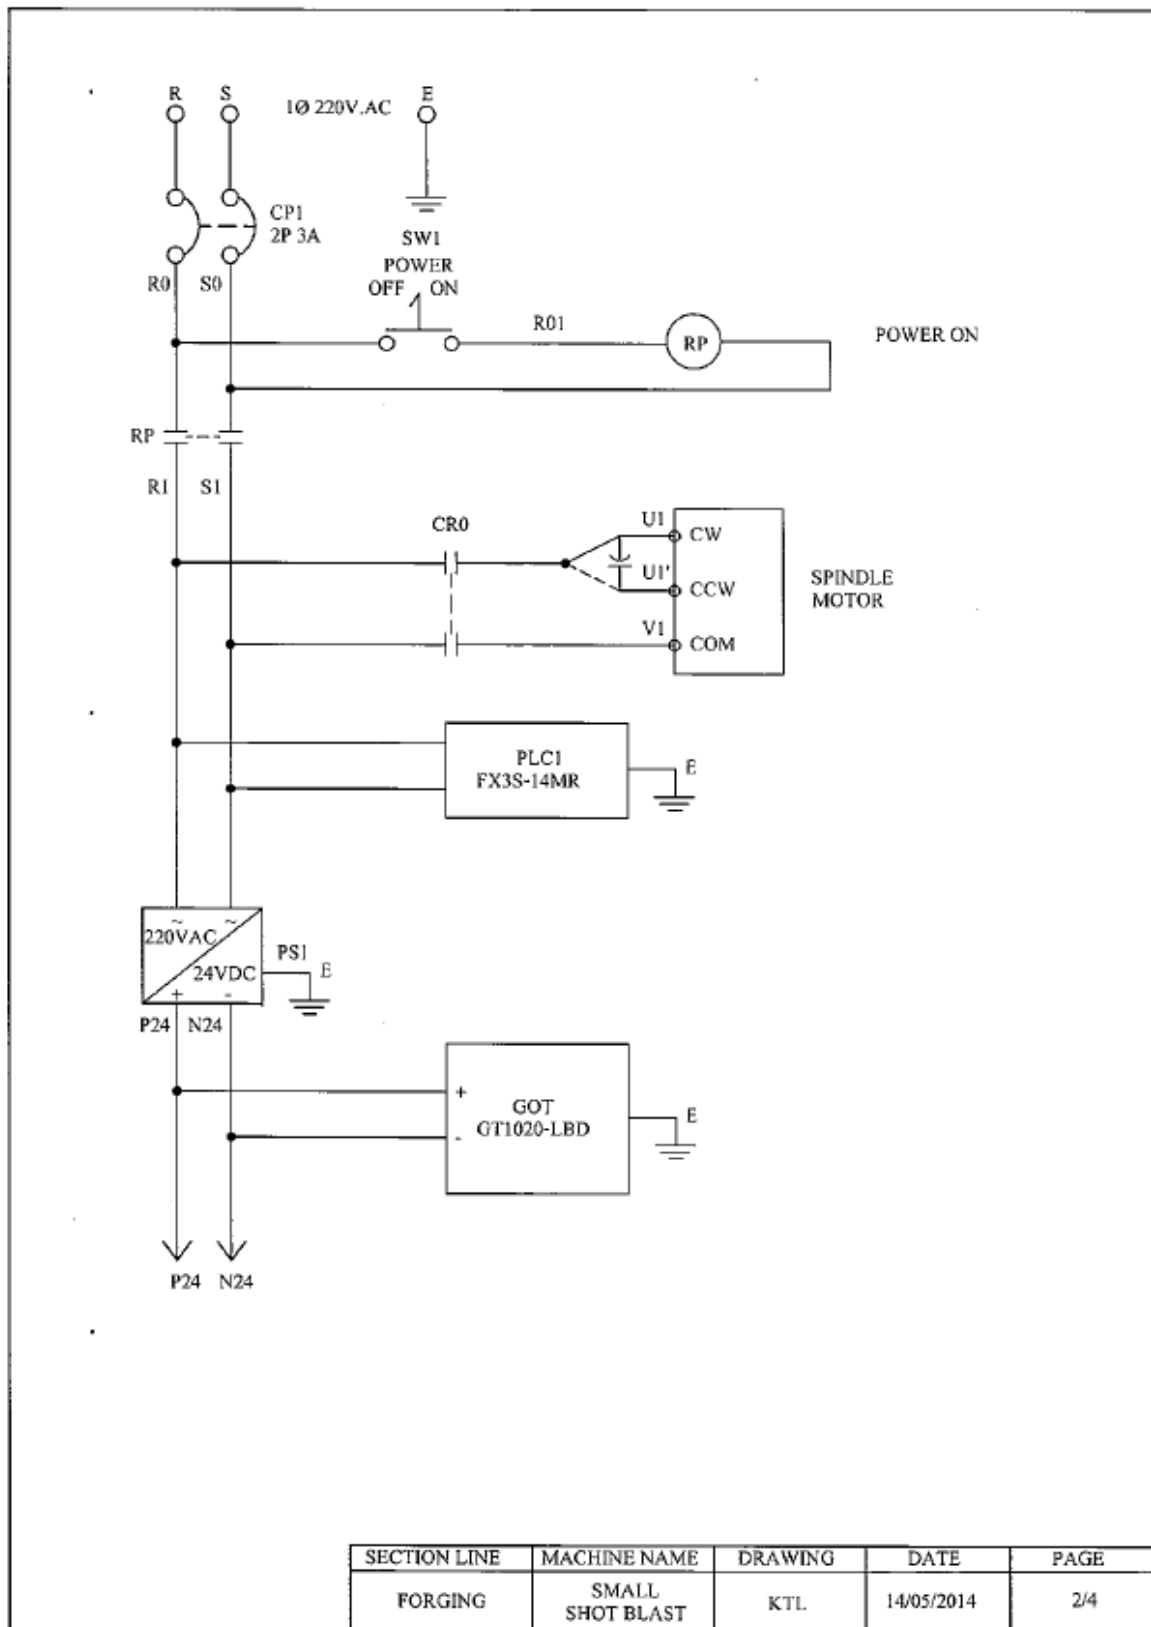 R S 1Ø 220V.AC E
CP1
2P 3A
SW1
POWER
OFF ON
R0 S0
R01
RP
POWER ON
RP
R1 S1
CR0
U1
CW
U1'
CCW
V1
COM
SPINDLE
MOTOR
PLC1
FX3S-14MR
E
~ ~
220VAC
24VDC
+ -
PS1
E
P24 N24
+
-
GOT
GT1020-LBD
E
P24 N24
SECTION LINE MACHINE NAME DRAWING DATE PAGE
FORGING SMALL SHOT BLAST KTL 14/05/2014 2/4